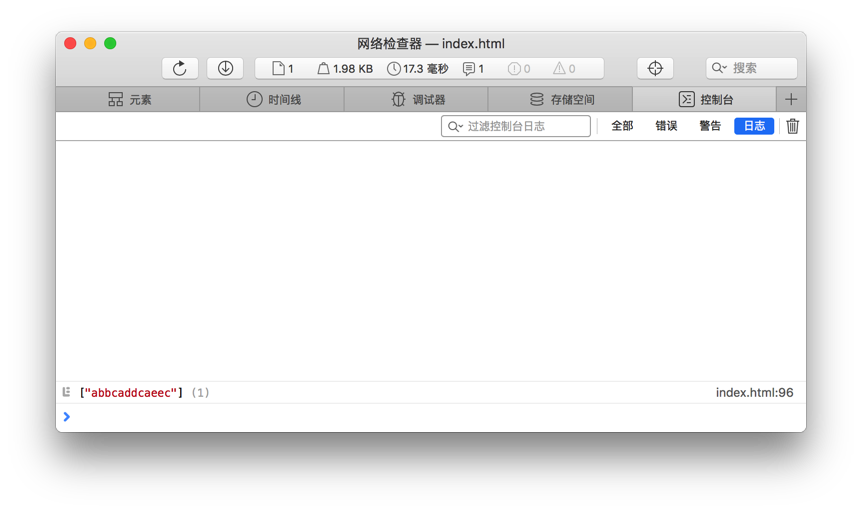 网络检查器 — index.html
1 1.98 KB 17.3 毫秒 1 0 0 搜索
元素 时间线 调试器 存储空间 控制台
过滤控制台日志 全部 错误 警告 日志
["abbcaddcaeec"] (1) index.html:96